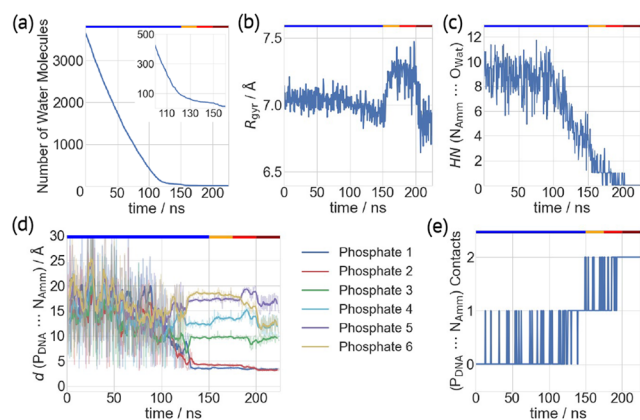 (a)
Number of Water Molecules
3000
2000
1000
0
50
100
150
200
time / ns
500
300
100
110
130
150
(b)
R_gyr / Å
7.5
7.0
6.5
0
50
100
150
200
time / ns
(c)
HN (N_Amm ⋯ O_Wat)
12
10
8
6
4
2
0
0
50
100
150
200
time / ns
(d)
d (P_DNA ⋯ N_Amm) / Å
30
25
20
15
10
5
0
0
50
100
150
200
time / ns
Phosphate 1
Phosphate 2
Phosphate 3
Phosphate 4
Phosphate 5
Phosphate 6
(e)
(P_DNA ⋯ N_Amm) Contacts
2
1
0
0
50
100
150
200
time / ns